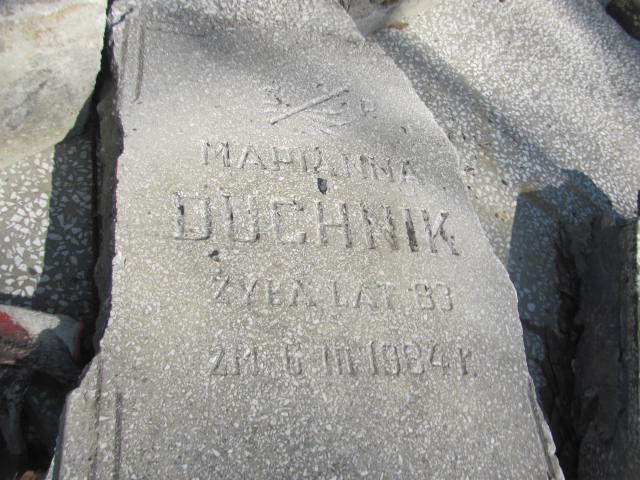 Ś. P.
MARIANNA
DUCHNIK
ŻYŁA LAT 83
ZM. 6 III 1984 R.